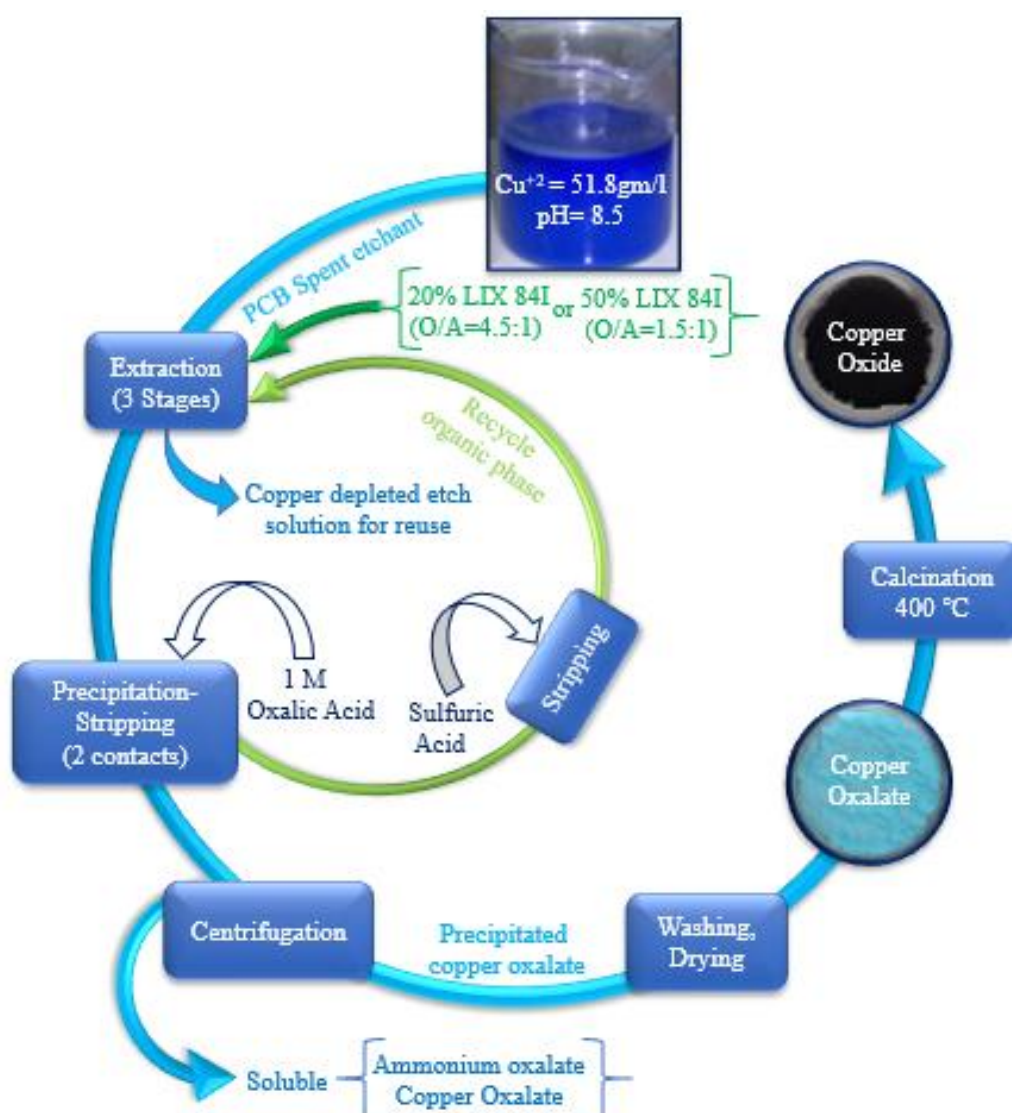 Cu⁺² = 51.8gm/l
pH= 8.5
PCB Spent etchant
20% LIX 84I or 50% LIX 84I
(O/A=4.5:1) (O/A=1.5:1)
Extraction
(3 Stages)
Recycle
organic phase
Copper depleted etch
solution for reuse
Copper
Oxide
Calcination
400 °C
Precipitation-
Stripping
(2 contacts)
1 M
Oxalic Acid
Sulfuric
Acid
Stripping
Copper
Oxalate
Centrifugation
Precipitated
copper oxalate
Washing,
Drying
Soluble
Ammonium oxalate
Copper Oxalate